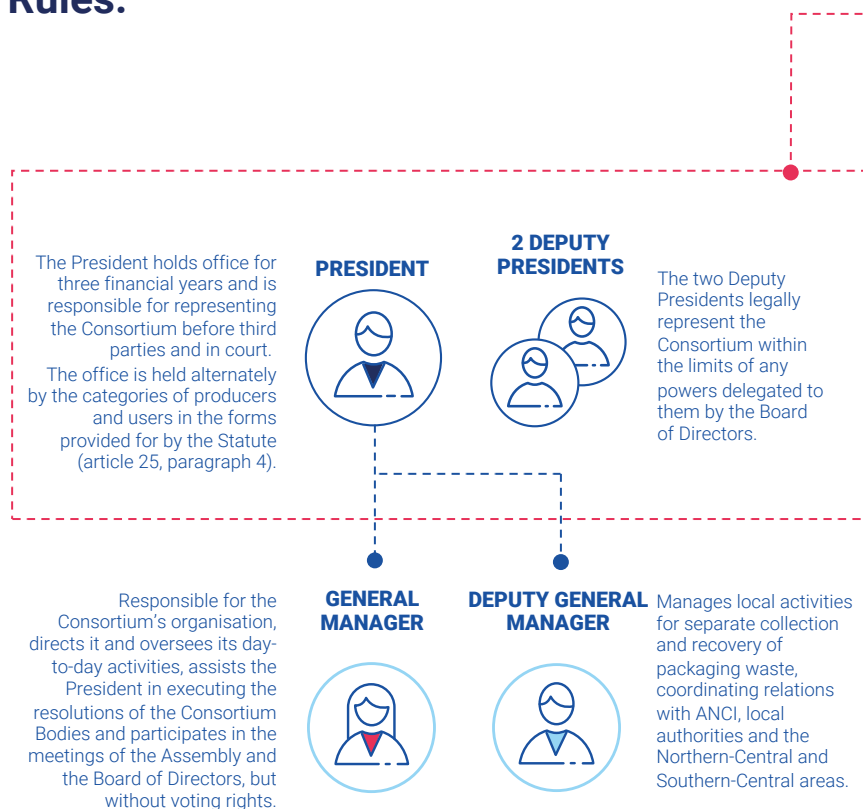 Rules.
The President holds office for
three financial years and is
responsible for representing
the Consortium before third
parties and in court.
The office is held alternately
by the categories of producers
and users in the forms
provided for by the Statute
(article 25, paragraph 4).
PRESIDENT
2 DEPUTY
PRESIDENTS
The two Deputy
Presidents legally
represent the
Consortium within
the limits of any
powers delegated to
them by the Board
of Directors.
Responsible for the
Consortium’s organisation,
directs it and oversees its day-
to-day activities, assists the
President in executing the
resolutions of the Consortium
Bodies and participates in the
meetings of the Assembly and
the Board of Directors, but
without voting rights.
GENERAL
MANAGER
DEPUTY GENERAL
MANAGER
Manages local activities
for separate collection
and recovery of
packaging waste,
coordinating relations
with ANCI, local
authorities and the
Northern-Central and
Southern-Central areas.